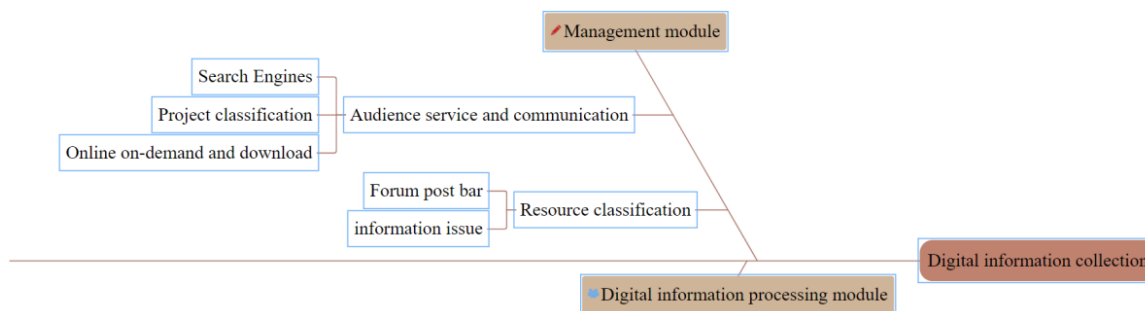 Management module
Search Engines
Project classification
Audience service and communication
Online on-demand and download
Forum post bar
Resource classification
information issue
Digital information collection
Digital information processing module